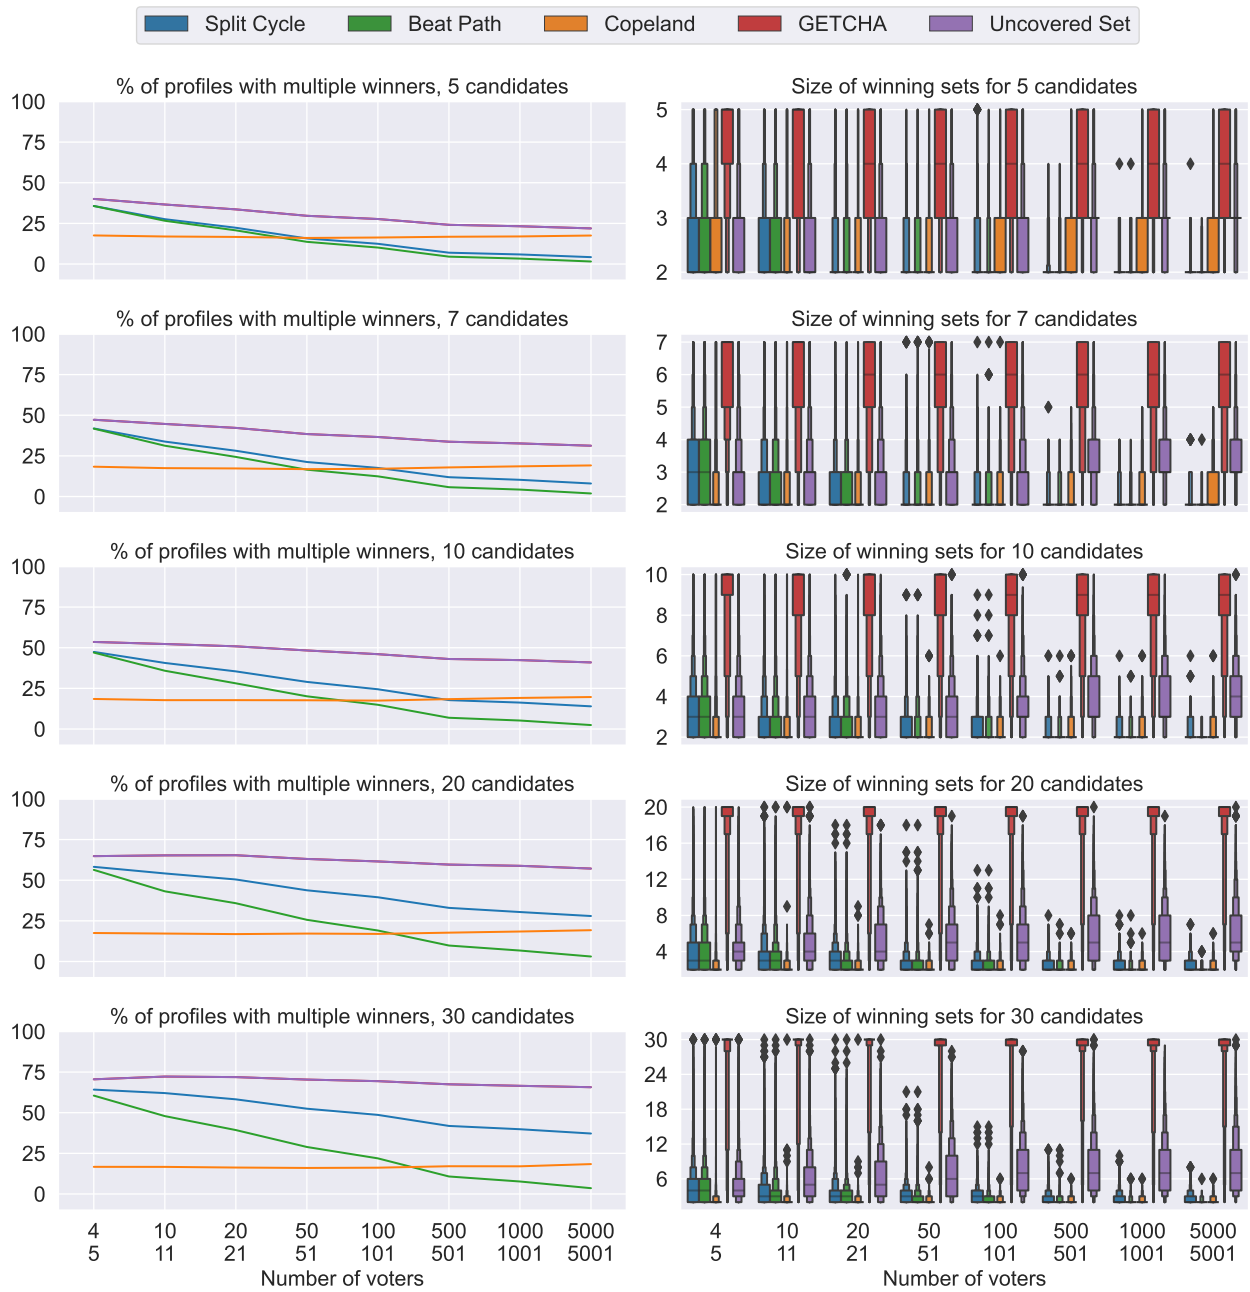 Split Cycle Beat Path Copeland GETCHA Uncovered Set
% of profiles with multiple winners, 5 candidates
100
75
50
25
0
Size of winning sets for 5 candidates
5
4
3
2
% of profiles with multiple winners, 7 candidates
100
75
50
25
0
Size of winning sets for 7 candidates
7
6
5
4
3
2
% of profiles with multiple winners, 10 candidates
100
75
50
25
0
Size of winning sets for 10 candidates
10
8
6
4
2
% of profiles with multiple winners, 20 candidates
100
75
50
25
0
Size of winning sets for 20 candidates
20
16
12
8
4
% of profiles with multiple winners, 30 candidates
100
75
50
25
0
4 10 20 50 100 500 1000 5000
5 11 21 51 101 501 1001 5001
Number of voters
Size of winning sets for 30 candidates
30
24
18
12
6
4 10 20 50 100 500 1000 5000
5 11 21 51 101 501 1001 5001
Number of voters